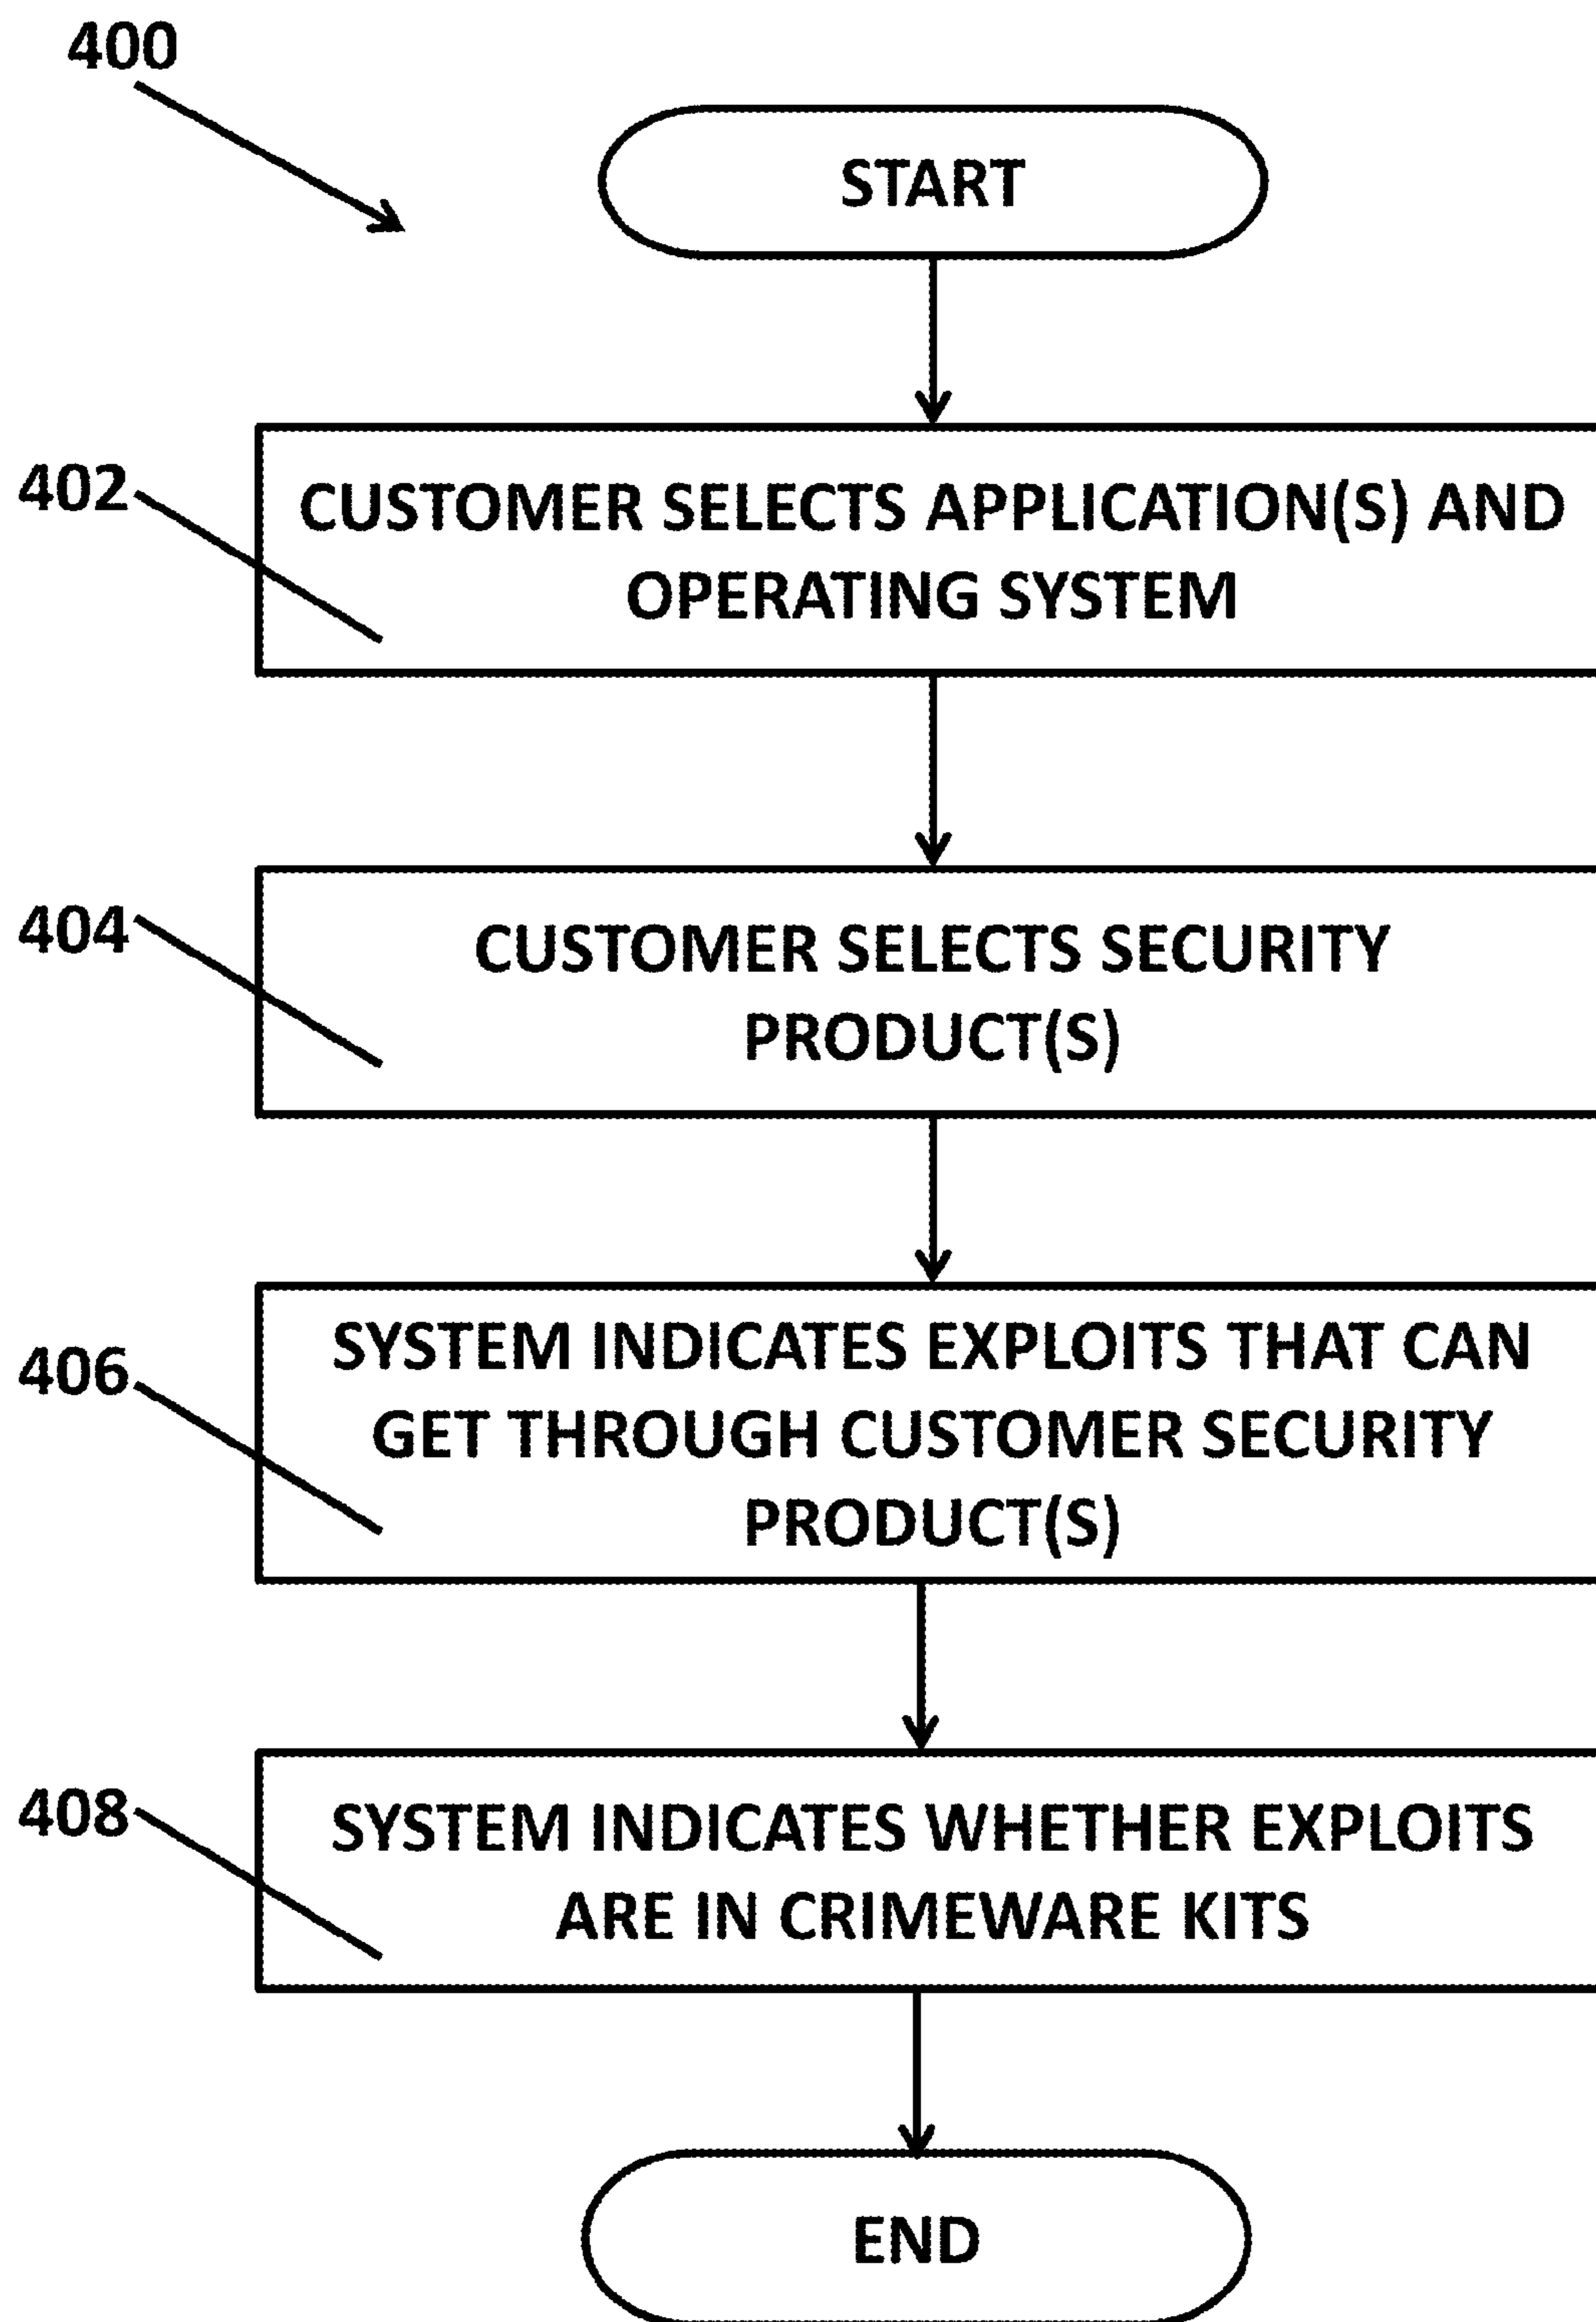 400
START
402
CUSTOMER SELECTS APPLICATION(S) AND
OPERATING SYSTEM
404
CUSTOMER SELECTS SECURITY
PRODUCT(S)
406
SYSTEM INDICATES EXPLOITS THAT CAN
GET THROUGH CUSTOMER SECURITY
PRODUCT(S)
408
SYSTEM INDICATES WHETHER EXPLOITS
ARE IN CRIMEWARE KITS
END